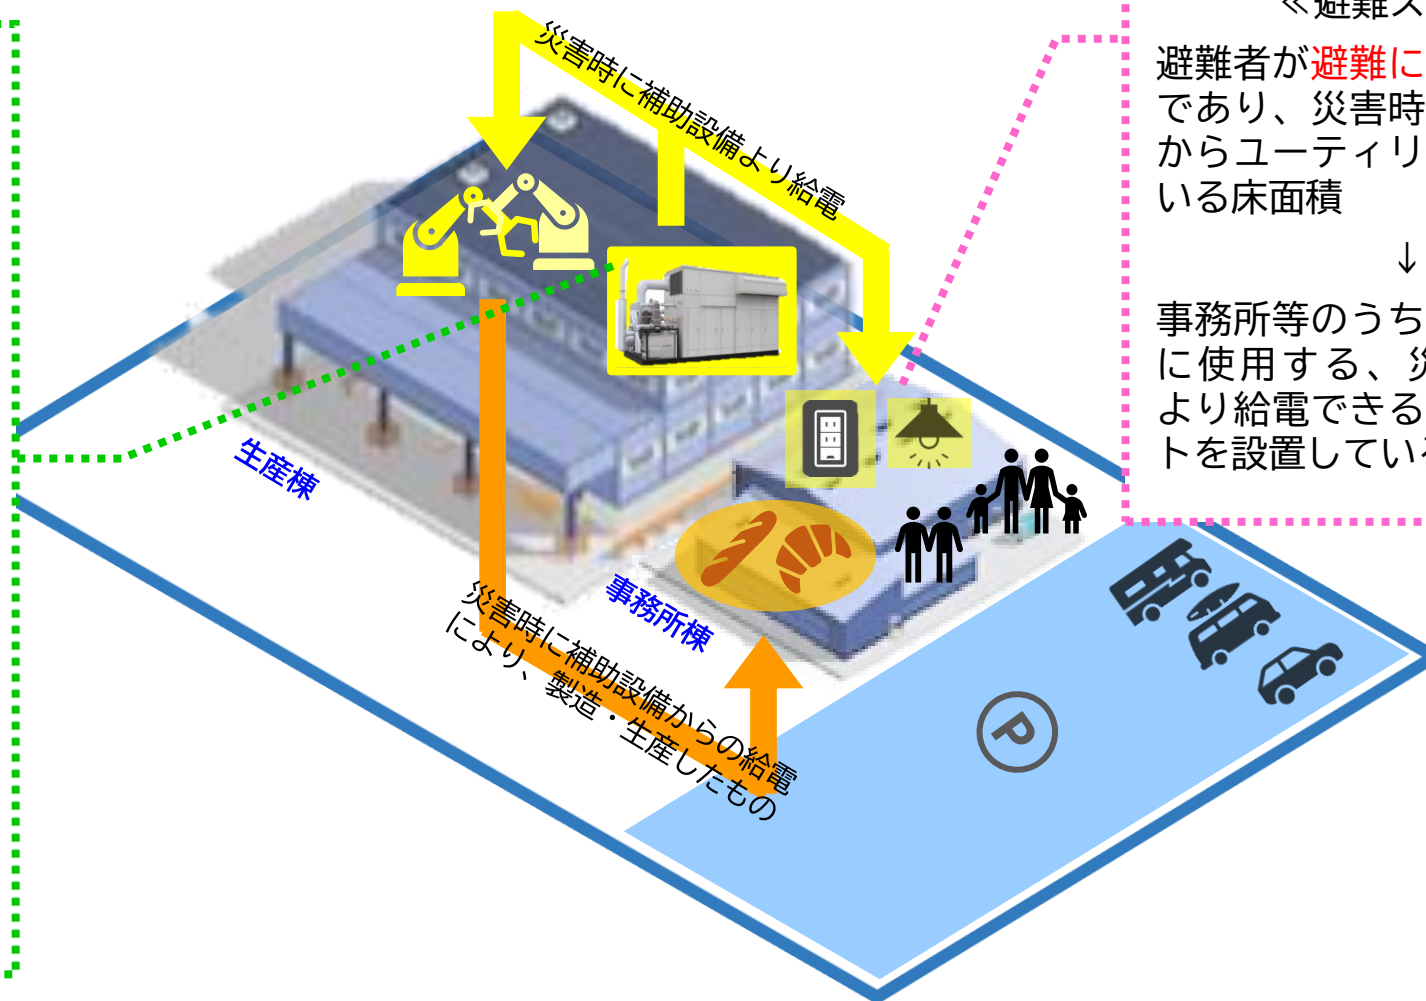 災害時に補助設備より給電
≪避難ス
避難者が避難に
であり、災害時
からユーティリ
いる床面積
↓
事務所等のうち
に使用する、災
より給電できる
トを設置している
生産棟
事務所棟
災害時に補助設備からの給電
により、製造・生産したもの
P